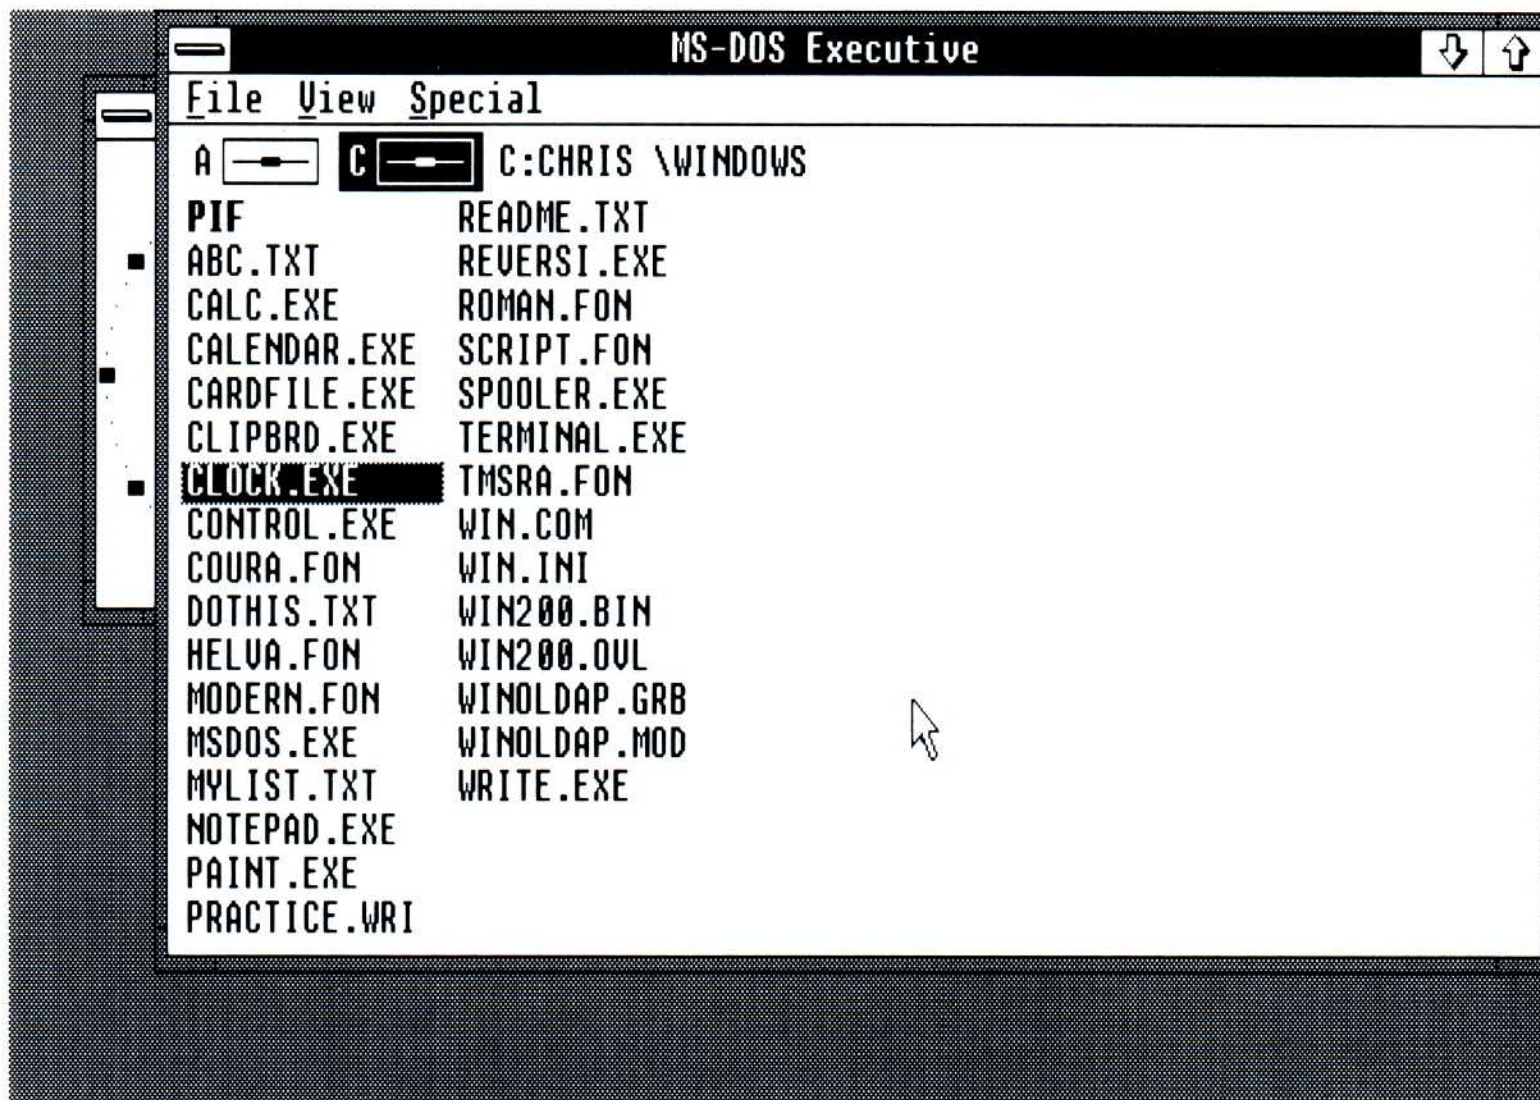 MS-DOS Executive
File View Special
A C C:CHRIS \WINDOWS
PIF README.TXT
ABC.TXT REVERSI.EXE
CALC.EXE ROMAN.FON
CALENDAR.EXE SCRIPT.FON
CARDFILE.EXE SPOOLER.EXE
CLIPBRD.EXE TERMINAL.EXE
CLOCK.EXE TMSRA.FON
CONTROL.EXE WIN.COM
COURA.FON WIN.INI
DOTHIS.TXT WIN200.BIN
HELVA.FON WIN200.OVL
MODERN.FON WINOLDAP.GRB
MSDOS.EXE WINOLDAP.MOD
MYLIST.TXT WRITE.EXE
NOTEPAD.EXE
PAINT.EXE
PRACTICE.WRI